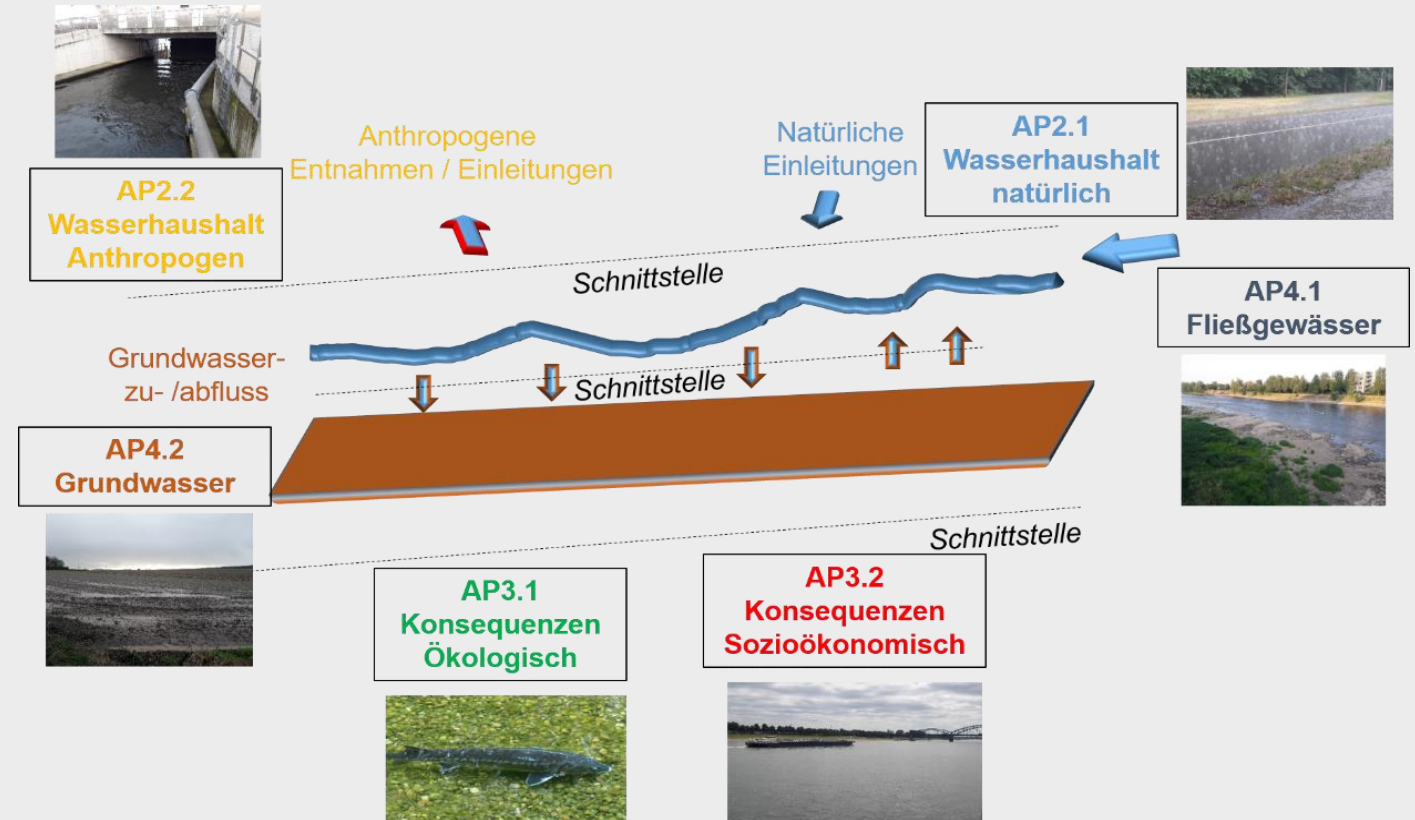 Anthropogene
Entnahmen / Einleitungen
Natürliche
Einleitungen
AP2.1
Wasserhaushalt
natürlich
AP2.2
Wasserhaushalt
Anthropogen
Schnittstelle
AP4.1
Fließgewässer
Grundwasser-
zu- /abfluss
Schnittstelle
AP4.2
Grundwasser
Schnittstelle
AP3.1
Konsequenzen
Ökologisch
AP3.2
Konsequenzen
Sozioökonomisch